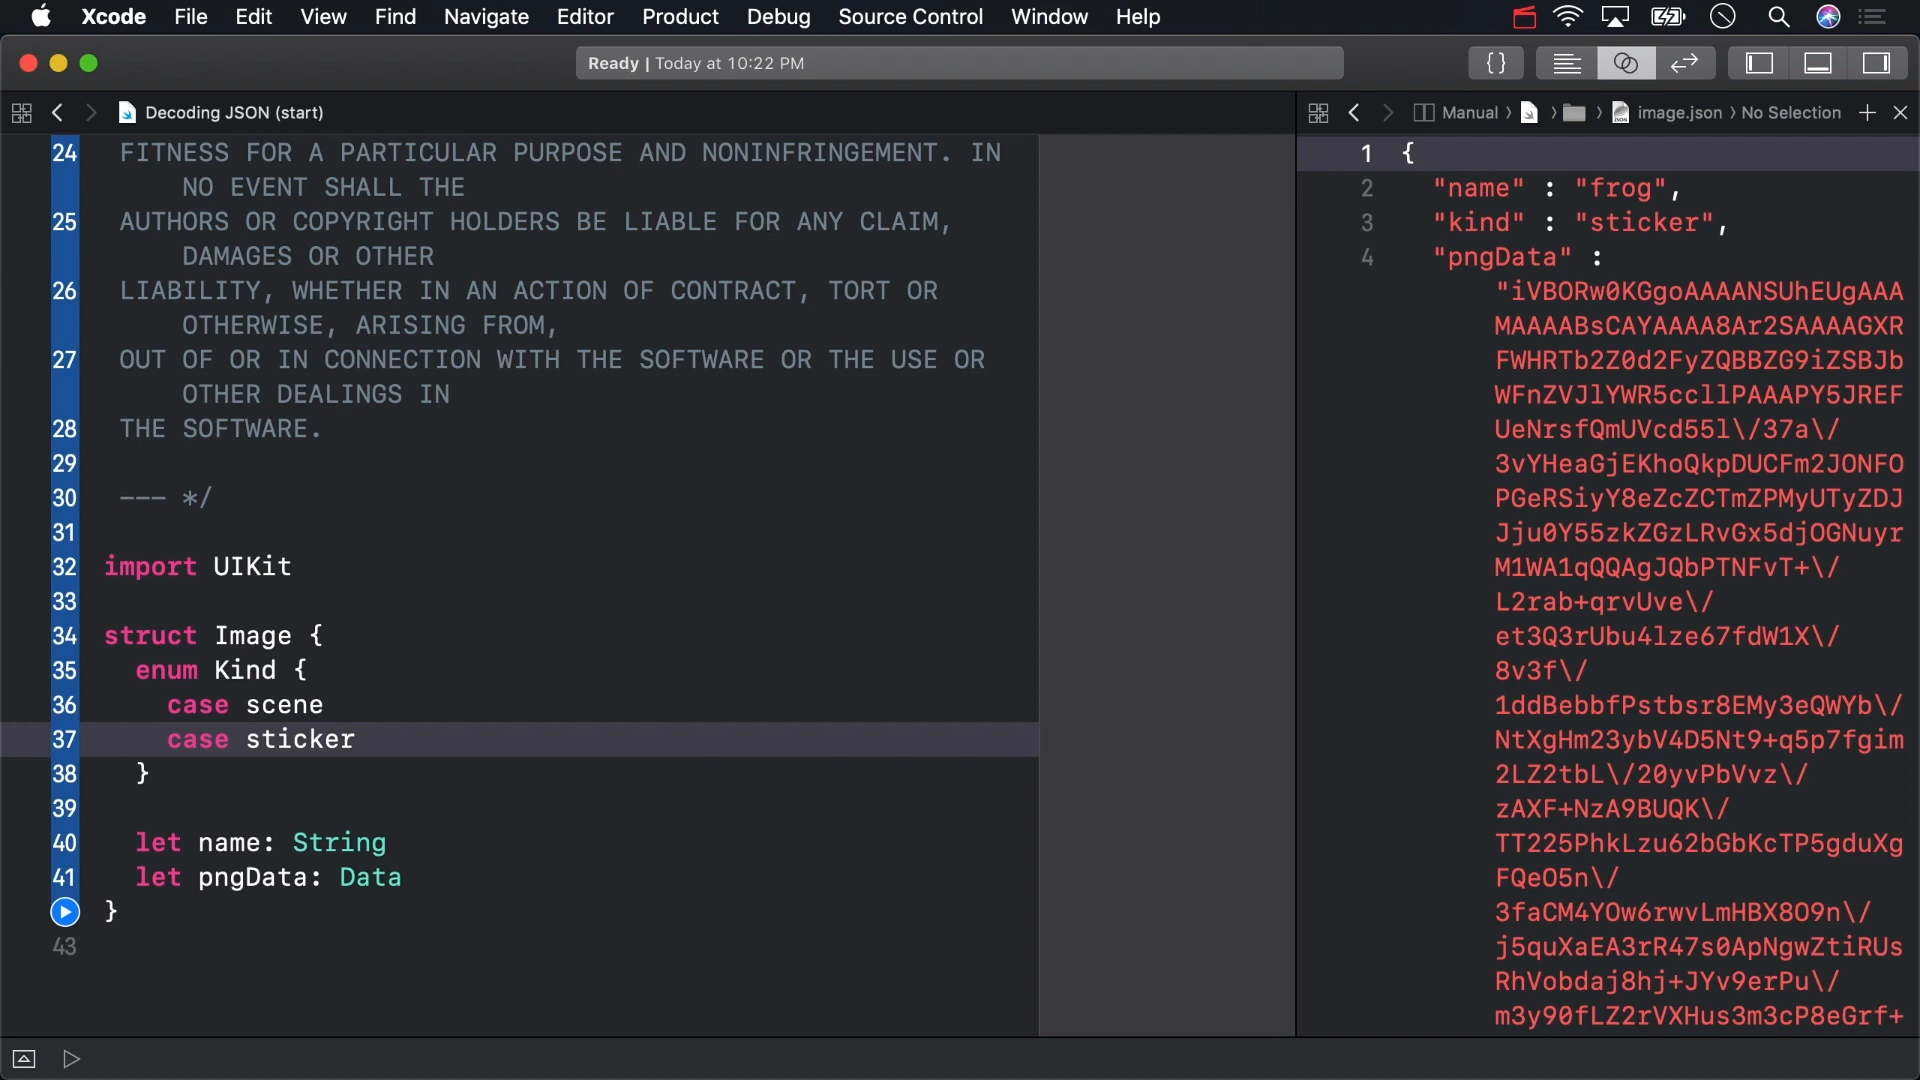 Xcode File Edit View Find Navigate Editor Product Debug Source Control Window Help
Ready | Today at 10:22 PM
{}
Decoding JSON (start)
Manual › › › image.json › No Selection
24 FITNESS FOR A PARTICULAR PURPOSE AND NONINFRINGEMENT. IN
NO EVENT SHALL THE
25 AUTHORS OR COPYRIGHT HOLDERS BE LIABLE FOR ANY CLAIM,
DAMAGES OR OTHER
26 LIABILITY, WHETHER IN AN ACTION OF CONTRACT, TORT OR
OTHERWISE, ARISING FROM,
27 OUT OF OR IN CONNECTION WITH THE SOFTWARE OR THE USE OR
OTHER DEALINGS IN
28 THE SOFTWARE.
29
30 --- */
31
32 import UIKit
33
34 struct Image {
35 enum Kind {
36 case scene
37 case sticker
38 }
39
40 let name: String
41 let pngData: Data
}
43
1 {
2 "name" : "frog",
3 "kind" : "sticker",
4 "pngData" :
"iVBORw0KGgoAAAANSUhEUgAAA
MAAAABsCAYAAAA8Ar2SAAAAGXR
FWHRTb2Z0d2FyZQBBZG9iZSBJb
WFnZVJlYWR5ccllPAAAPY5JREF
UeNrsfQmUVcd55l\/37a\/
3vYHeaGjEKhoQkpDUCFm2JONFO
PGeRSiyY8eZcZCTmZPMyUTyZDJ
Jju0Y55zkZGzLRvGx5djOGNuyr
M1WA1qQQAgJQbPTNFvT+\/
L2rab+qrvUve\/
et3Q3rUbu4lze67fdW1X\/
8v3f\/
1ddBebbfPstbsr8EMy3eQWYb\/
NtXgHm23ybV4D5Nt9+q5p7fgim
2LZ2tbL\/20yvPbVvz\/
zAXF+NzA9BUQK\/
TT225PhkLzu62bGbKcTP5gduXg
FQeO5n\/
3faCM4YOw6rwvLmHBX8O9n\/
j5quXaEA3rR47s0ApNgwZtiRUs
RhVobdaj8hj+JYv9erPu\/
m3y90fLZ2rVXHus3m3cP8eGrf+